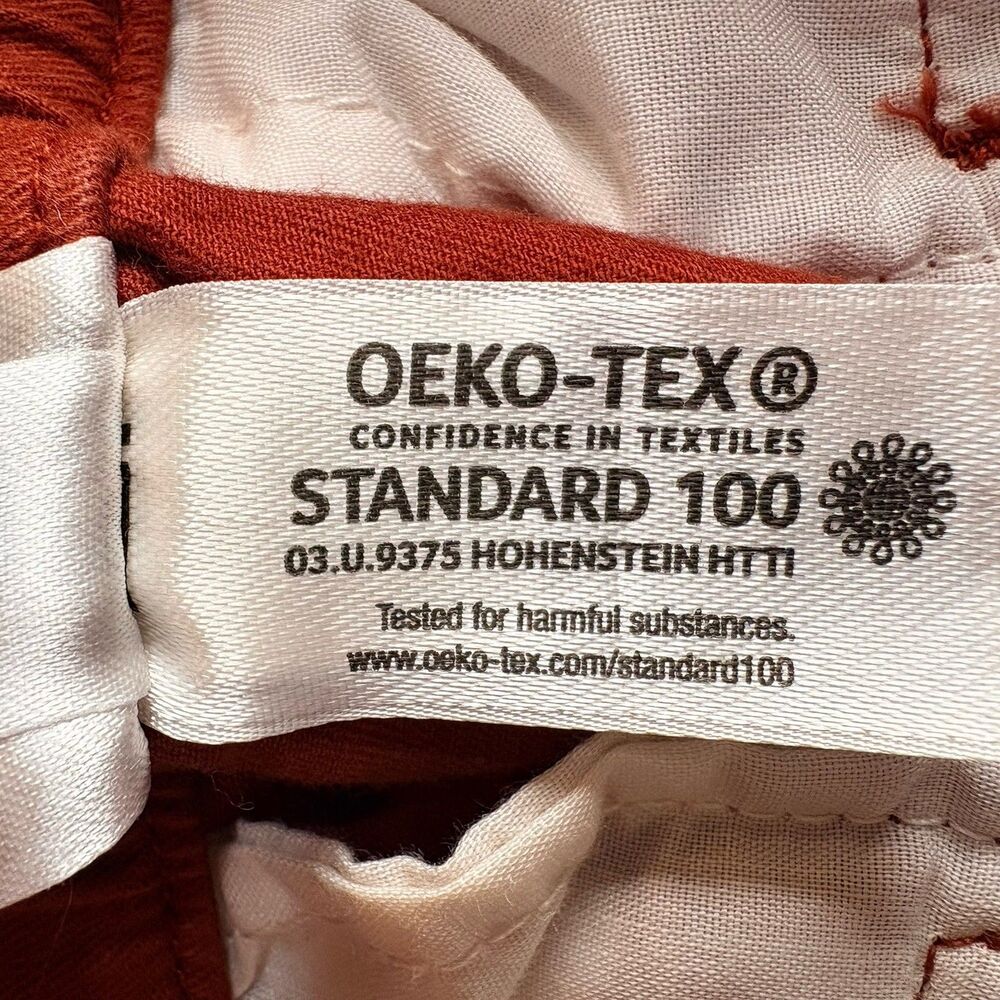 OEKO-TEX®
CONFIDENCE IN TEXTILES
STANDARD 100
03.U.9375 HOHENSTEIN HTTI
Tested for harmful substances.
www.oeko-tex.com/standard100